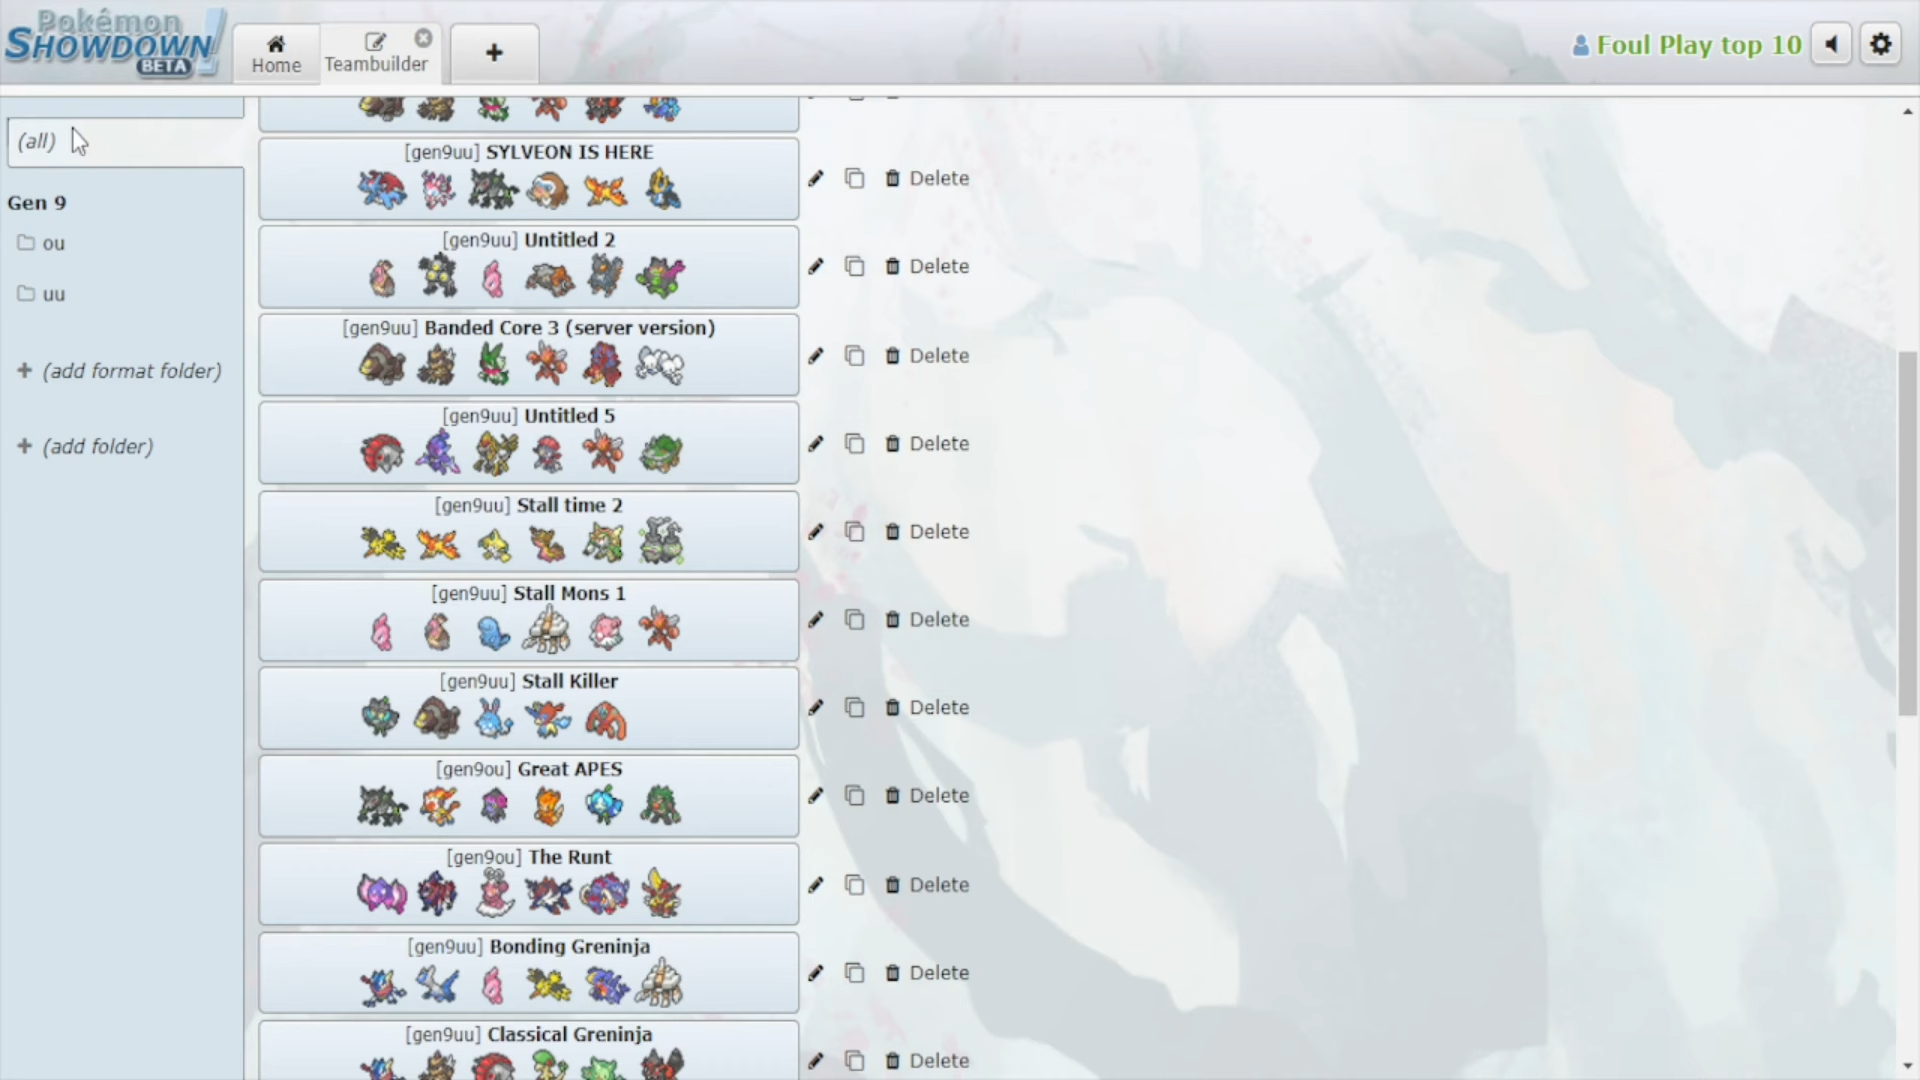 Pokémon
SHOWDOWN!
BETA
Home
Teambuilder
+
Foul Play top 10
(all)
Gen 9
ou
uu
+ (add format folder)
+ (add folder)
[gen9uu] SYLVEON IS HERE
Delete
[gen9uu] Untitled 2
Delete
[gen9uu] Banded Core 3 (server version)
Delete
[gen9uu] Untitled 5
Delete
[gen9uu] Stall time 2
Delete
[gen9uu] Stall Mons 1
Delete
[gen9uu] Stall Killer
Delete
[gen9ou] Great APES
Delete
[gen9ou] The Runt
Delete
[gen9uu] Bonding Greninja
Delete
[gen9uu] Classical Greninja
Delete